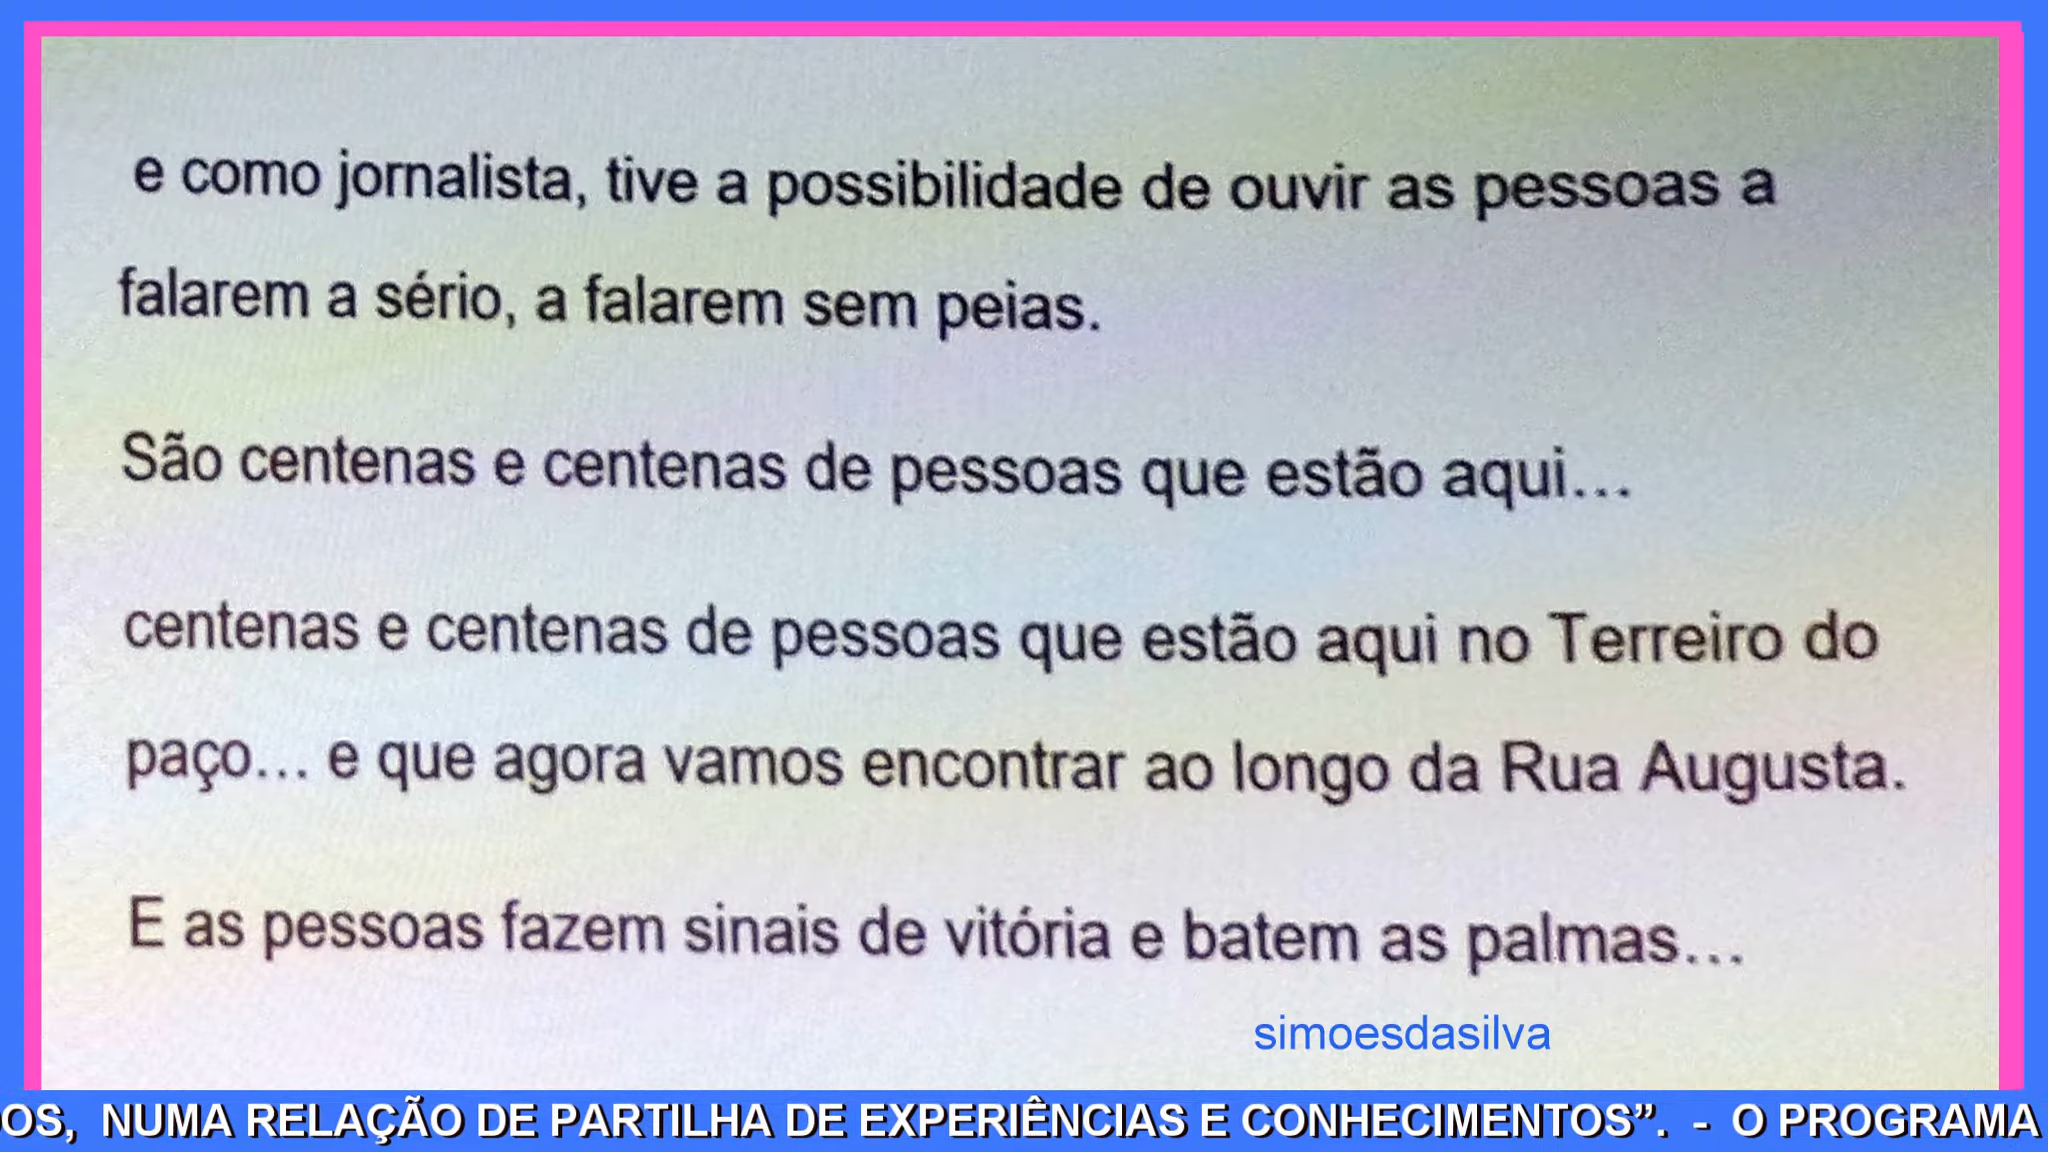 e como jornalista, tive a possibilidade de ouvir as pessoas a
falarem a sério, a falarem sem peias.
São centenas e centenas de pessoas que estão aqui...
centenas e centenas de pessoas que estão aqui no Terreiro do
paço... e que agora vamos encontrar ao longo da Rua Augusta.
E as pessoas fazem sinais de vitória e batem as palmas...
simoesdasilva
OS, NUMA RELAÇÃO DE PARTILHA DE EXPERIÊNCIAS E CONHECIMENTOS”. - O PROGRAMA